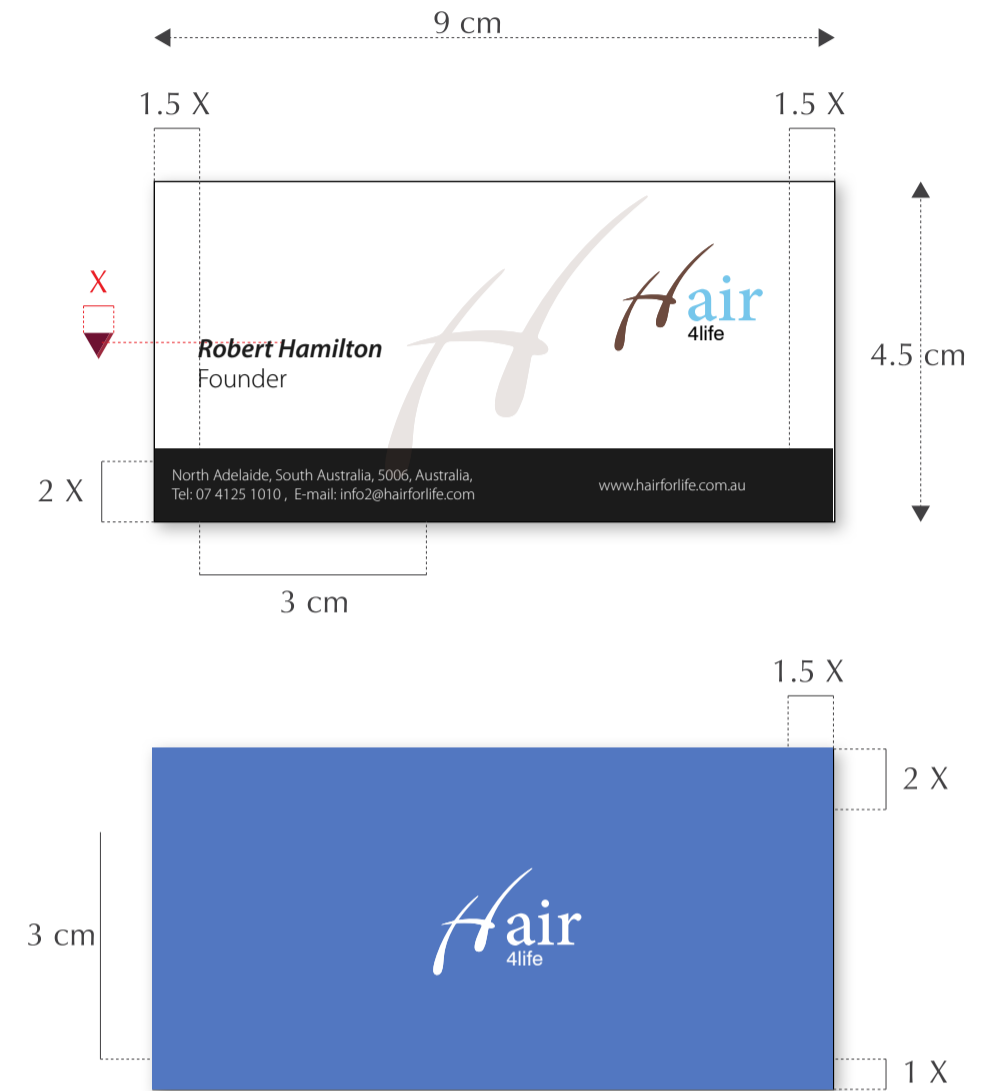 9 cm
1.5 X
1.5 X
X
Hair
4life
Robert Hamilton
Founder
4.5 cm
2 X
North Adelaide, South Australia, 5006, Australia,
Tel: 07 4125 1010 , E-mail: info2@hairforlife.com
www.hairforlife.com.au
3 cm
1.5 X
2 X
Hair
4life
3 cm
1 X